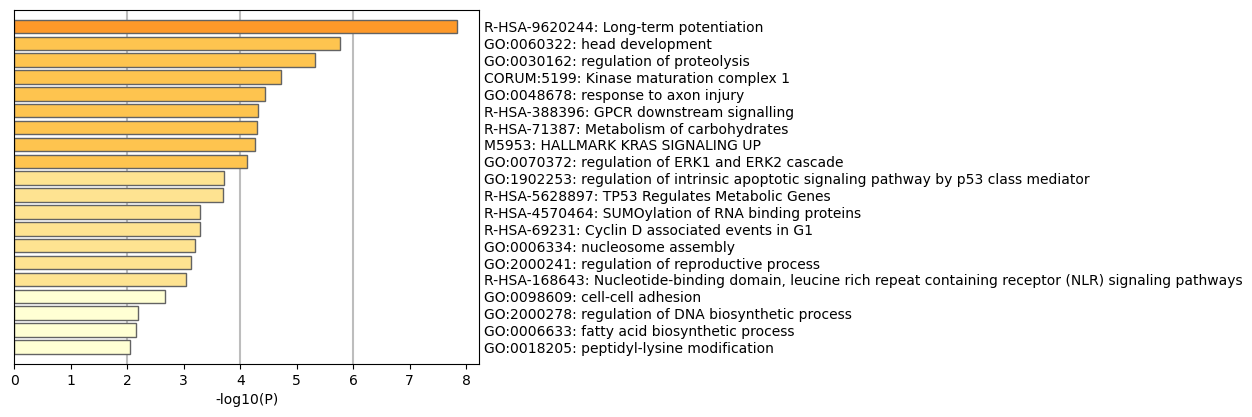 R-HSA-9620244: Long-term potentiation
GO:0060322: head development
GO:0030162: regulation of proteolysis
CORUM:5199: Kinase maturation complex 1
GO:0048678: response to axon injury
R-HSA-388396: GPCR downstream signalling
R-HSA-71387: Metabolism of carbohydrates
M5953: HALLMARK KRAS SIGNALING UP
GO:0070372: regulation of ERK1 and ERK2 cascade
GO:1902253: regulation of intrinsic apoptotic signaling pathway by p53 class mediator
R-HSA-5628897: TP53 Regulates Metabolic Genes
R-HSA-4570464: SUMOylation of RNA binding proteins
R-HSA-69231: Cyclin D associated events in G1
GO:0006334: nucleosome assembly
GO:2000241: regulation of reproductive process
R-HSA-168643: Nucleotide-binding domain, leucine rich repeat containing receptor (NLR) signaling pathways
GO:0098609: cell-cell adhesion
GO:2000278: regulation of DNA biosynthetic process
GO:0006633: fatty acid biosynthetic process
GO:0018205: peptidyl-lysine modification
0 1 2 3 4 5 6 7 8
-log10(P)